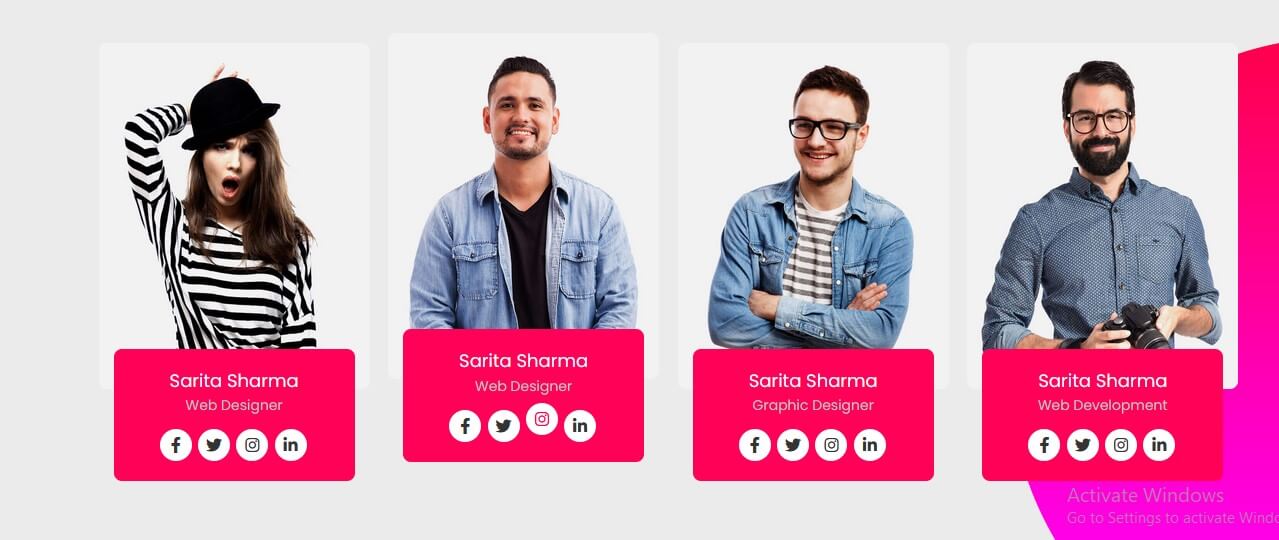 Sarita Sharma
Web Designer
Sarita Sharma
Web Designer
Sarita Sharma
Graphic Designer
Sarita Sharma
Web Development
Activate Windows
Go to Settings to activate Windo